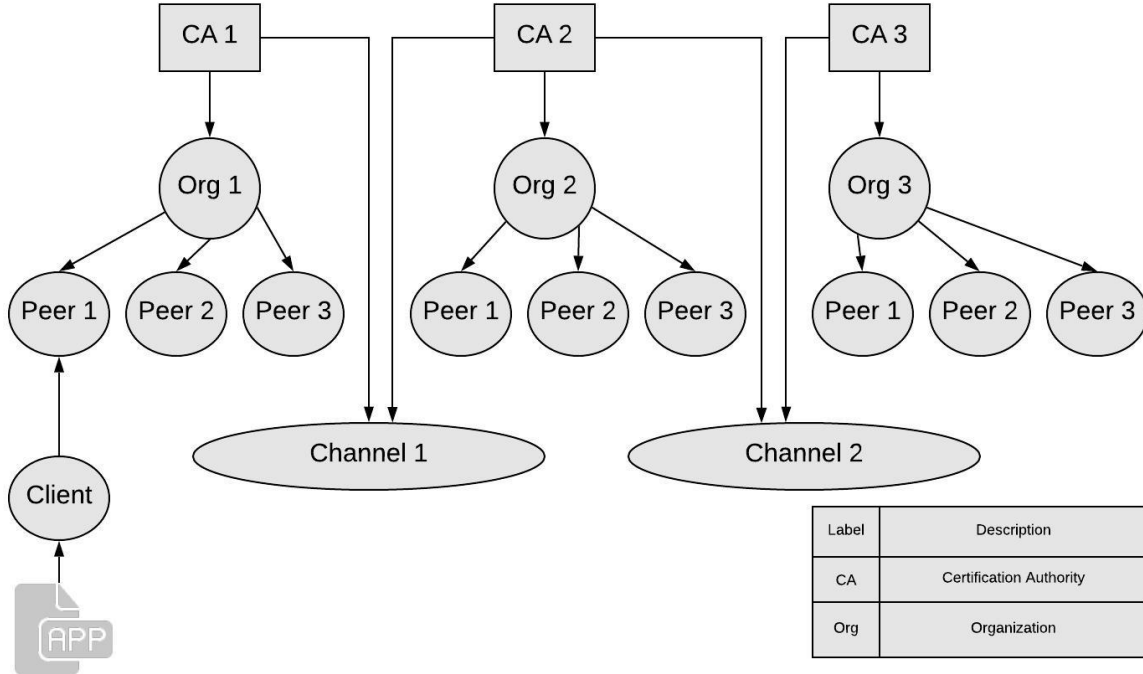 CA 1
CA 2
CA 3
Org 1
Org 2
Org 3
Peer 1
Peer 2
Peer 3
Peer 1
Peer 2
Peer 3
Peer 1
Peer 2
Peer 3
Channel 1
Channel 2
Client
APP
Label Description
CA Certification Authority
Org Organization